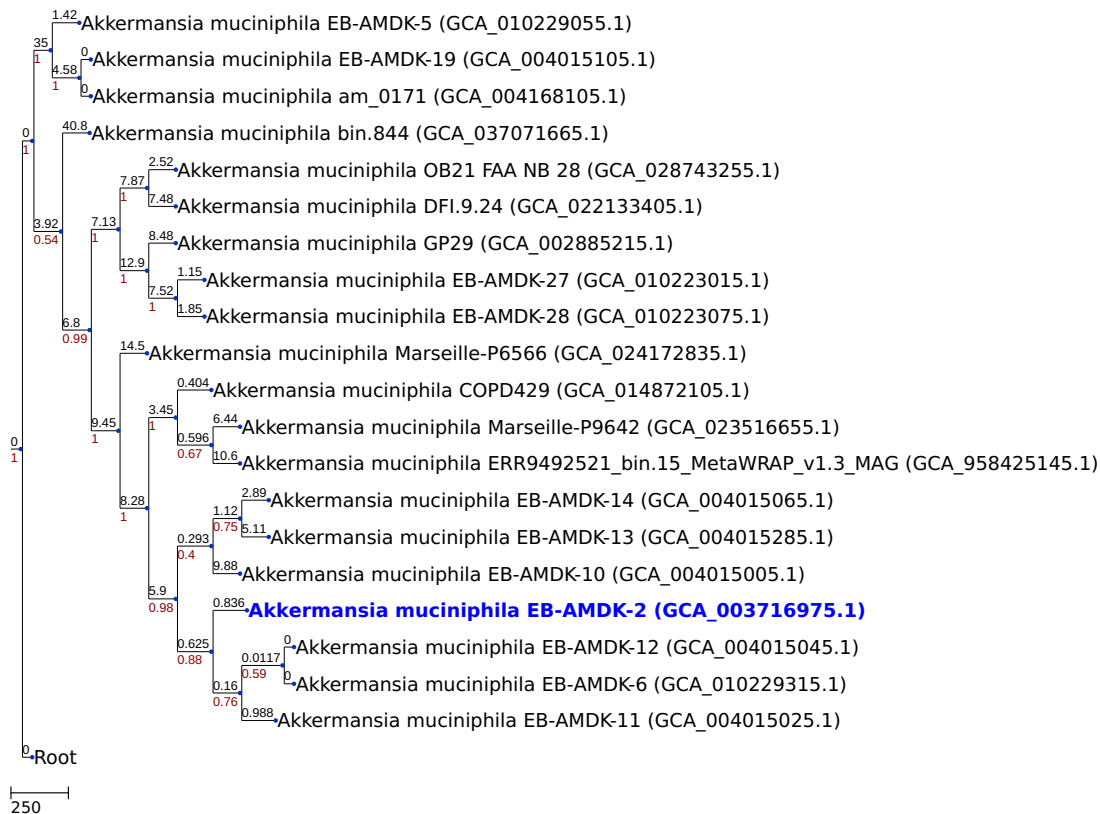 1.42 Akkermansia muciniphila EB-AMDK-5 (GCA_010229055.1)
35
1
0 Akkermansia muciniphila EB-AMDK-19 (GCA_004015105.1)
4.58
1
0 Akkermansia muciniphila am_0171 (GCA_004168105.1)
40.8 Akkermansia muciniphila bin.844 (GCA_037071665.1)
0
1
2.52 Akkermansia muciniphila OB21 FAA NB 28 (GCA_028743255.1)
7.87
1
7.48 Akkermansia muciniphila DFI.9.24 (GCA_022133405.1)
3.92
0.54
7.13
1
8.48 Akkermansia muciniphila GP29 (GCA_002885215.1)
12.9
1
1.15 Akkermansia muciniphila EB-AMDK-27 (GCA_010223015.1)
7.52
1
1.85 Akkermansia muciniphila EB-AMDK-28 (GCA_010223075.1)
6.8
0.99
14.5 Akkermansia muciniphila Marseille-P6566 (GCA_024172835.1)
0.404 Akkermansia muciniphila COPD429 (GCA_014872105.1)
3.45
1
9.45
1
6.44 Akkermansia muciniphila Marseille-P9642 (GCA_023516655.1)
0.596
0.67
0
1
10.6 Akkermansia muciniphila ERR9492521_bin.15_MetaWRAP_v1.3_MAG (GCA_958425145.1)
2.89 Akkermansia muciniphila EB-AMDK-14 (GCA_004015065.1)
8.28
1
1.12
0.75
5.11 Akkermansia muciniphila EB-AMDK-13 (GCA_004015285.1)
0.293
0.4
9.88 Akkermansia muciniphila EB-AMDK-10 (GCA_004015005.1)
5.9
0.98
0.836 Akkermansia muciniphila EB-AMDK-2 (GCA_003716975.1)
0.625
0.88
0 Akkermansia muciniphila EB-AMDK-12 (GCA_004015045.1)
0.0117
0.59
0 Akkermansia muciniphila EB-AMDK-6 (GCA_010229315.1)
0.16
0.76
0.988 Akkermansia muciniphila EB-AMDK-11 (GCA_004015025.1)
0 Root
250